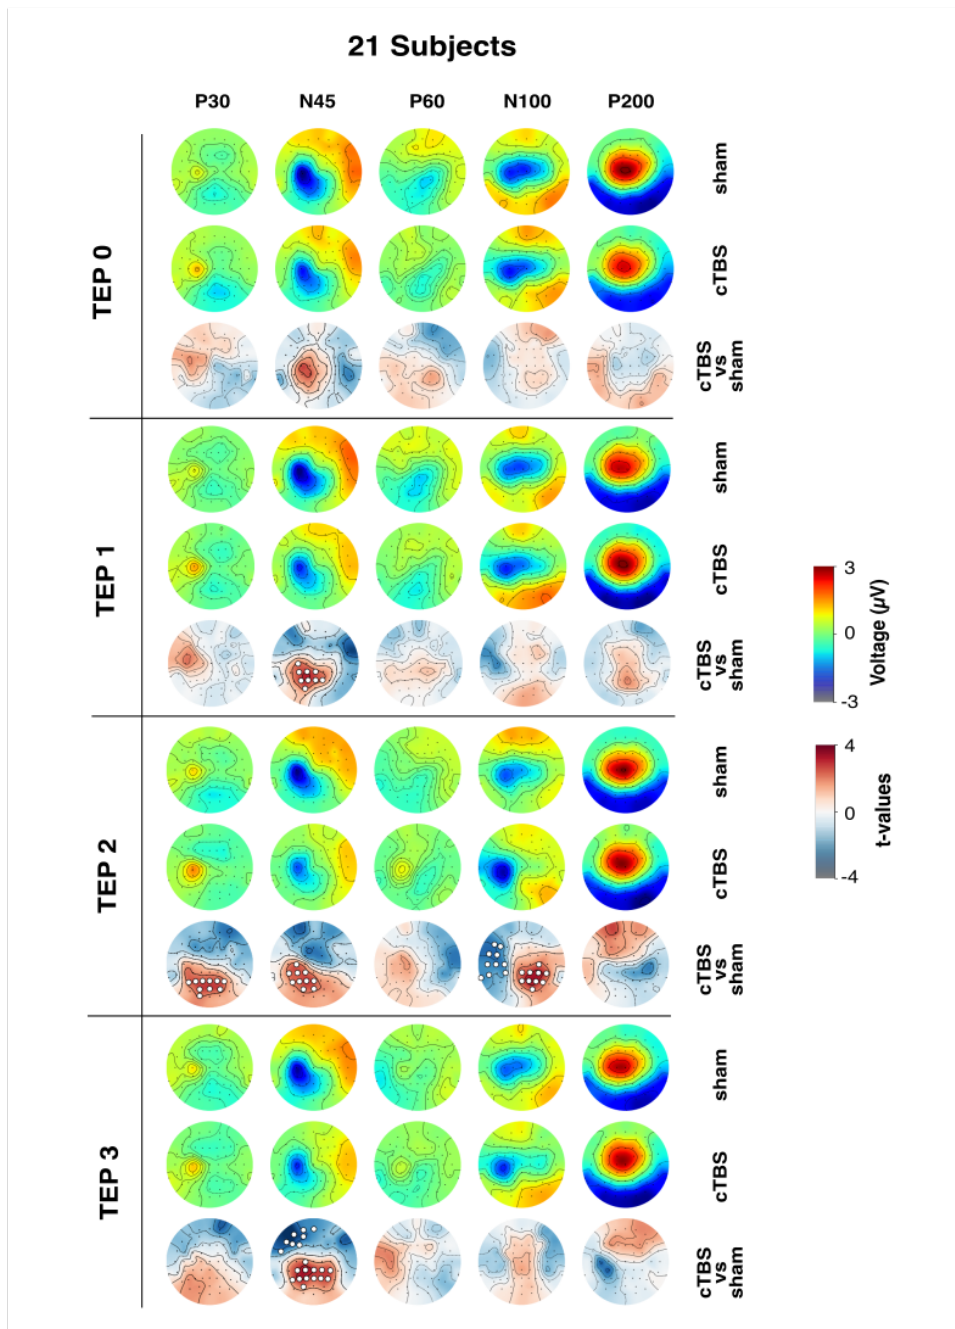 21 Subjects
P30 N45 P60 N100 P200
TEP 0
sham
cTBS
cTBS
vs
sham
TEP 1
sham
cTBS
cTBS
vs
sham
3
0
-3
Voltage (μV)
4
0
-4
t-values
TEP 2
sham
cTBS
cTBS
vs
sham
TEP 3
sham
cTBS
cTBS
vs
sham